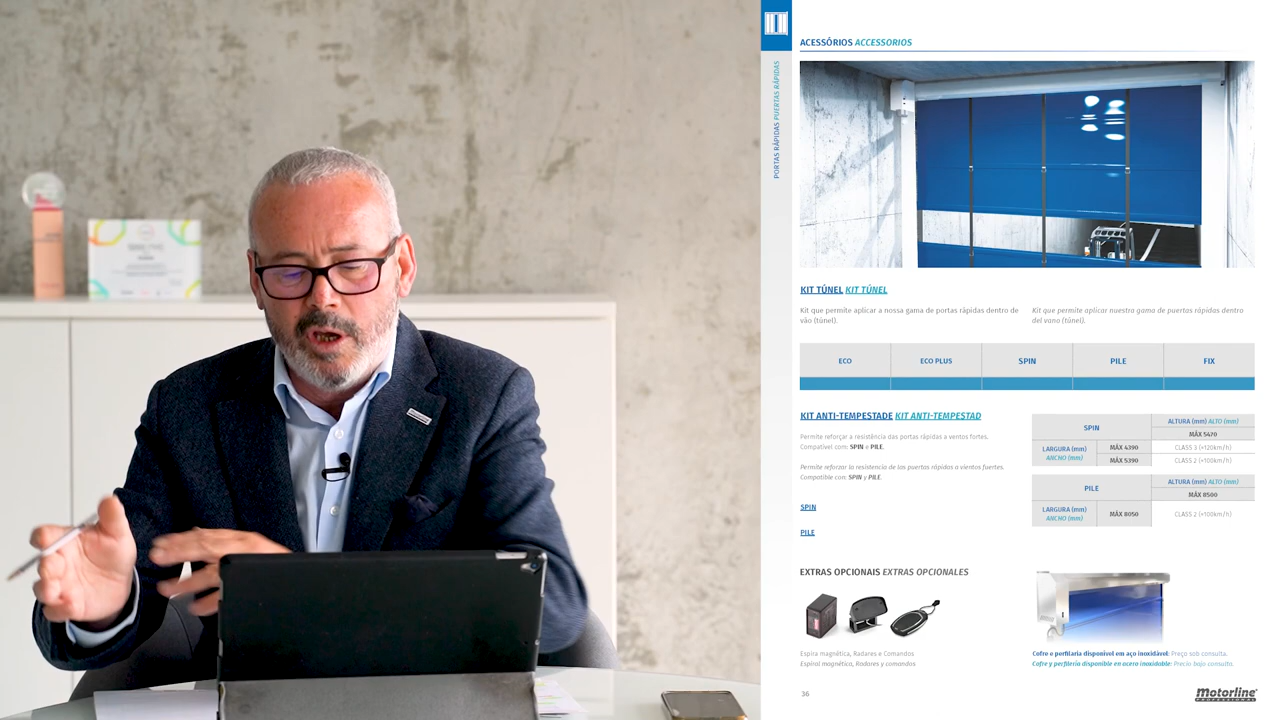 ACESSÓRIOS ACCESSORIOS
PORTAS RÁPIDAS PUERTAS RÁPIDAS
KIT TÚNEL KIT TÚNEL
Kit que permite aplicar a nossa gama de portas rápidas dentro de
vão (túnel).
Kit que permite aplicar nuestra gama de puertas rápidas dentro
del vano (túnel).
ECO ECO PLUS SPIN PILE FIX
KIT ANTI-TEMPESTADE KIT ANTI-TEMPESTAD
Permite reforçar a resistência das portas rápidas a ventos fortes.
Compatível com: SPIN e PILE.
Permite reforzar la resistencia de las puertas rápidas a vientos fuertes.
Compatible con: SPIN y PILE.
SPIN
PILE
SPIN
ALTURA (mm) ALTO (mm)
MÁX 5470
LARGURA (mm)
ANCHO (mm)
MÁX 4390 CLASS 3 (+120km/h)
MÁX 5390 CLASS 2 (+100km/h)
PILE
ALTURA (mm) ALTO (mm)
MÁX 8500
LARGURA (mm)
ANCHO (mm)
MÁX 8050 CLASS 2 (+100km/h)
EXTRAS OPCIONAIS EXTRAS OPCIONALES
Espira magnética, Radares e Comandos
Espiral magnética, Radares y comandos
Cofre e perfilaria disponível em aço inoxidável: Preço sob consulta.
Cofre y perfilería disponible en acero inoxidable: Precio bajo consulta.
36
motorline
PROFESSIONAL